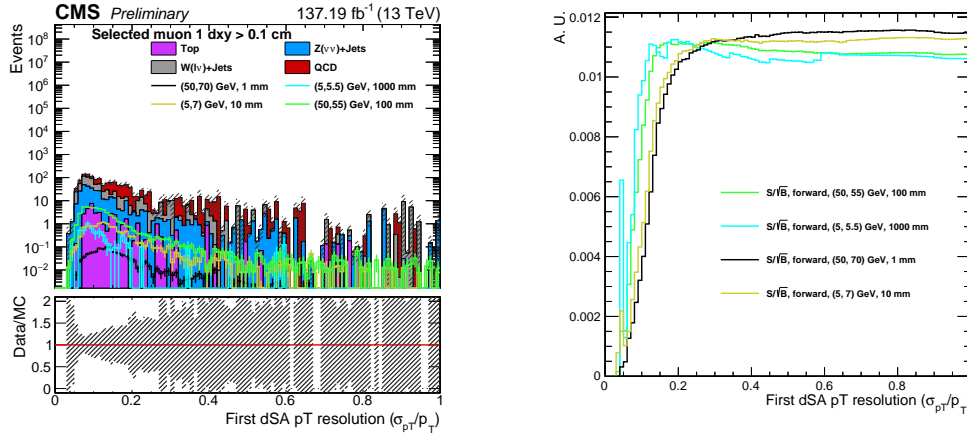 CMS Preliminary 137.19 fb⁻¹ (13 TeV)
Selected muon 1 dxy > 0.1 cm
Top Z(νν)+Jets
W(lν)+Jets QCD
(50,70) GeV, 1 mm (5,5.5) GeV, 1000 mm
(5,7) GeV, 10 mm (50,55) GeV, 100 mm
Events
10⁸
10⁷
10⁶
10⁵
10⁴
10³
10²
10
1
10⁻¹
10⁻²
Data/MC
2
1.5
1
0.5
0
0 0.2 0.4 0.6 0.8 1
First dSA pT resolution (σ_pT/p_T)
A. U.
0.012
0.01
0.008
0.006
0.004
0.002
0
S/√B, forward, (50, 55) GeV, 100 mm
S/√B, forward, (5, 5.5) GeV, 1000 mm
S/√B, forward, (50, 70) GeV, 1 mm
S/√B, forward, (5, 7) GeV, 10 mm
0 0.2 0.4 0.6 0.8
First dSA pT resolution (σ_pT/p_T